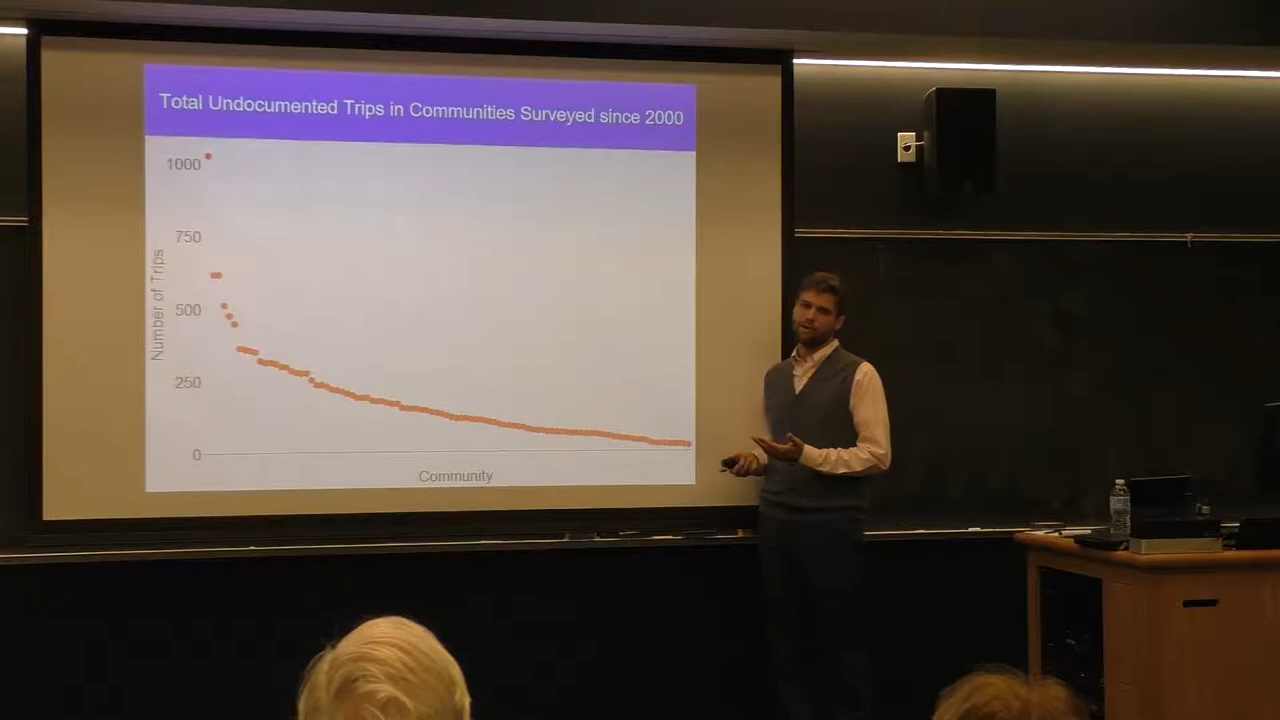 Total Undocumented Trips in Communities Surveyed since 2000
1000
750
500
250
0
Number of Trips
Community